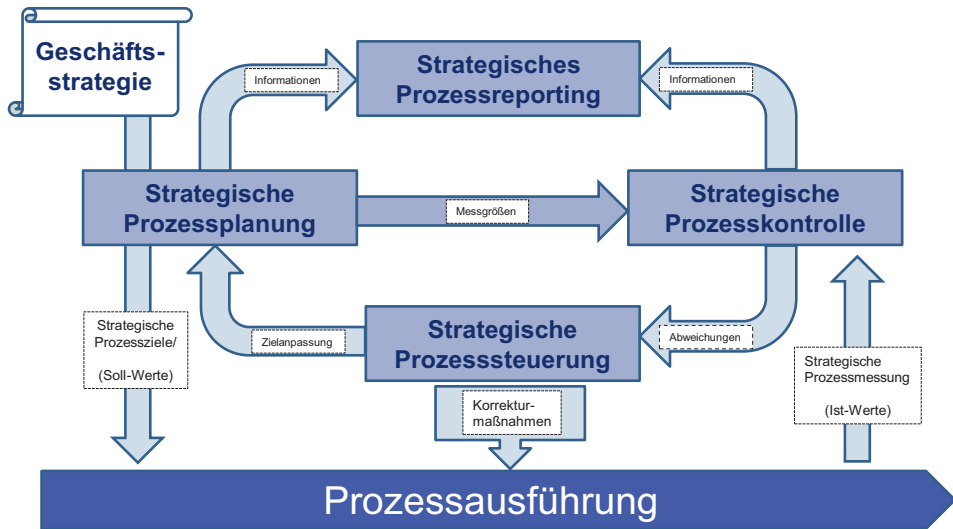 Geschäfts-
strategie
Informationen
Strategisches
Prozessreporting
Informationen
Strategische
Prozessplanung
Messgrößen
Strategische
Prozesskontrolle
Strategische
Prozessziele/
(Soll-Werte)
Zielanpassung
Strategische
Prozesssteuerung
Abweichungen
Strategische
Prozessmessung
(Ist-Werte)
Korrektur-
maßnahmen
Prozessausführung